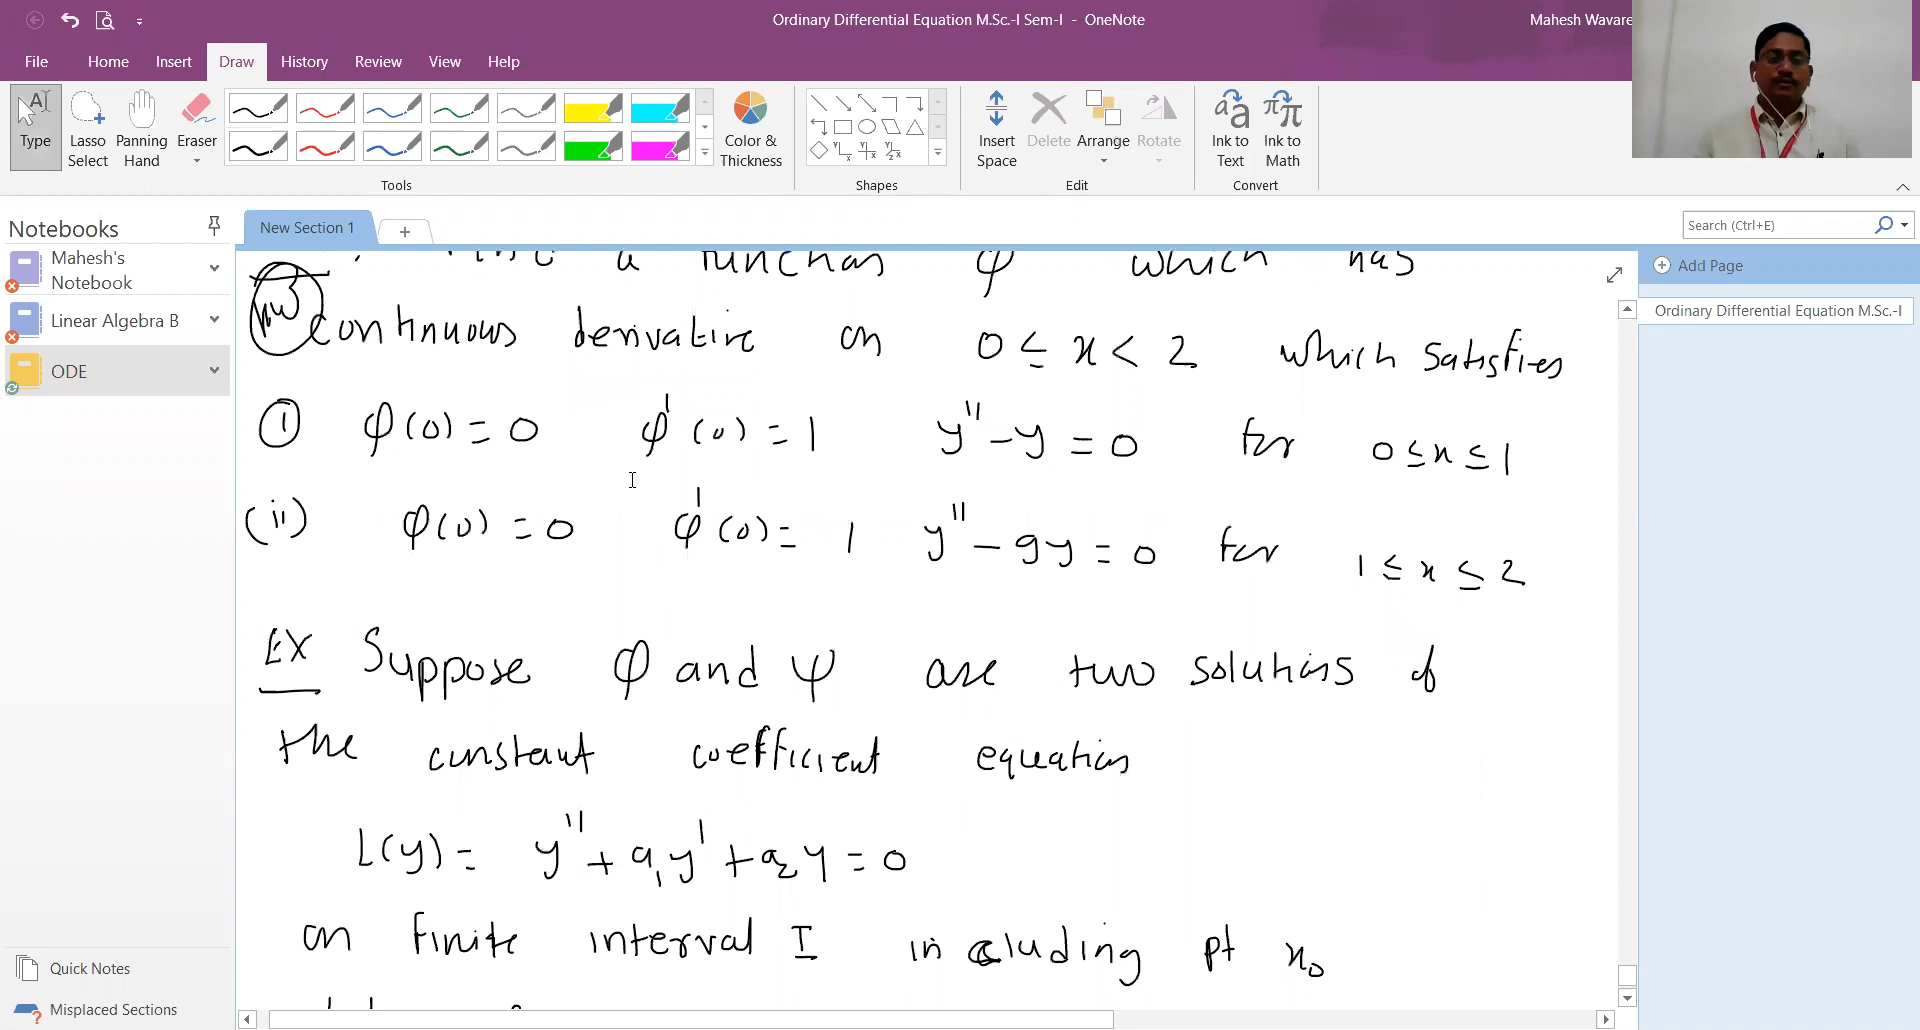 Ordinary Differential Equation M.Sc.-I Sem-I - OneNote
Mahesh Wavare
File Home Insert Draw History Review View Help
Type
Lasso Select
Panning Hand
Eraser
Color & Thickness
Insert Space
Delete
Arrange
Rotate
Ink to Text
Ink to Math
Tools
Shapes
Edit
Convert
Notebooks
New Section 1
Search (Ctrl+E)
Mahesh's Notebook
Linear Algebra B
ODE
Quick Notes
Misplaced Sections
Add Page
Ordinary Differential Equation M.Sc.-I
a function φ which has
continuous derivative on 0 ≤ x < 2 which satisfies
① φ(0) = 0 φ'(0) = 1 y'' - y = 0 for 0 ≤ x ≤ 1
(ii) φ(0) = 0 φ'(0) = 1 y'' - 9y = 0 for 1 ≤ x ≤ 2
EX Suppose φ and ψ are two solutions of
the constant coefficient equation
L(y) = y'' + a₁y' + a₂y = 0
on finite interval I including pt x₀